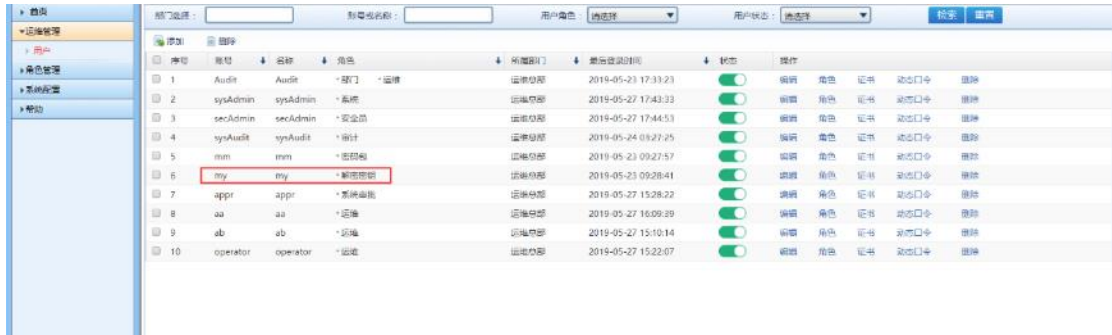 首页
运维管理
用户
角色管理
系统配置
帮助
部门选择： 账号或名称： 用户角色： 请选择 用户状态： 请选择 检索 重置
添加 删除
序号 账号 名称 角色 所属部门 最后登录时间 状态 操作
1 Audit Audit 部门 运维 运维总部 2019-05-23 17:33:23 编辑 角色 证书 动态口令 删除
2 sysAdmin sysAdmin 系统 运维总部 2019-05-27 17:43:33 编辑 角色 证书 动态口令 删除
3 secAdmin secAdmin 安全员 运维总部 2019-05-27 17:44:53 编辑 角色 证书 动态口令 删除
4 sysAudit sysAudit 审计 运维总部 2019-05-24 03:27:25 编辑 角色 证书 动态口令 删除
5 mm mm 运维总部 2019-05-23 09:27:57 编辑 角色 证书 动态口令 删除
6 my my 解密密钥 运维总部 2019-05-23 09:28:41 编辑 角色 证书 动态口令 删除
7 appr appr 系统审批 运维总部 2019-05-27 15:28:22 编辑 角色 证书 动态口令 删除
8 aa aa 运维 运维总部 2019-05-27 16:09:39 编辑 角色 证书 动态口令 删除
9 ab ab 运维 运维总部 2019-05-27 15:10:14 编辑 角色 证书 动态口令 删除
10 operator operator 运维 运维总部 2019-05-27 15:22:07 编辑 角色 证书 动态口令 删除